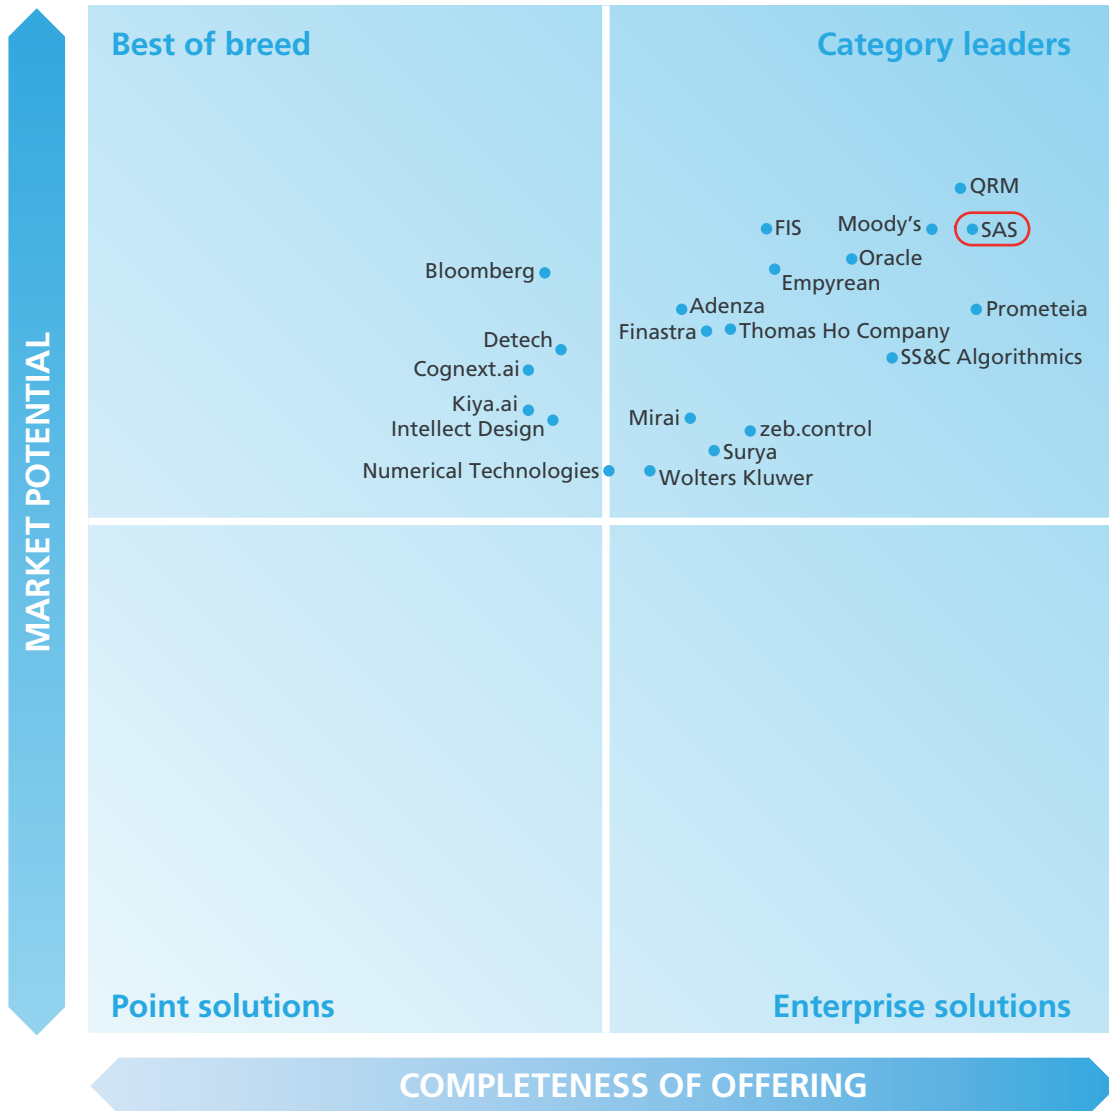 Best of breed
Category leaders
QRM
FIS
Moody’s
SAS
Oracle
Bloomberg
Empyrean
Adenza
Prometeia
Finastra
Thomas Ho Company
Detech
SS&C Algorithmics
Cognext.ai
Kiya.ai
Mirai
Intellect Design
zeb.control
Surya
Numerical Technologies
Wolters Kluwer
MARKET POTENTIAL
Point solutions
Enterprise solutions
COMPLETENESS OF OFFERING